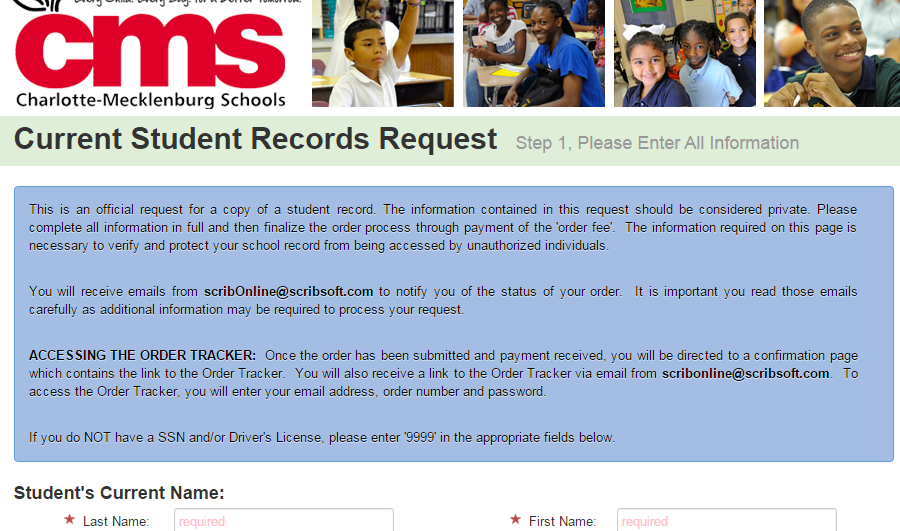 Every Child. Every Day. For a Better Tomorrow.
cms
Charlotte-Mecklenburg Schools
Current Student Records Request Step 1, Please Enter All Information
This is an official request for a copy of a student record. The information contained in this request should be considered private. Please
complete all information in full and then finalize the order process through payment of the 'order fee'. The information required on this page is
necessary to verify and protect your school record from being accessed by unauthorized individuals.
You will receive emails from scribOnline@scribsoft.com to notify you of the status of your order. It is important you read those emails
carefully as additional information may be required to process your request.
ACCESSING THE ORDER TRACKER: Once the order has been submitted and payment received, you will be directed to a confirmation page
which contains the link to the Order Tracker. You will also receive a link to the Order Tracker via email from scribonline@scribsoft.com. To
access the Order Tracker, you will enter your email address, order number and password.
If you do NOT have a SSN and/or Driver's License, please enter '9999' in the appropriate fields below.
Student's Current Name:
★ Last Name: required ★ First Name: required